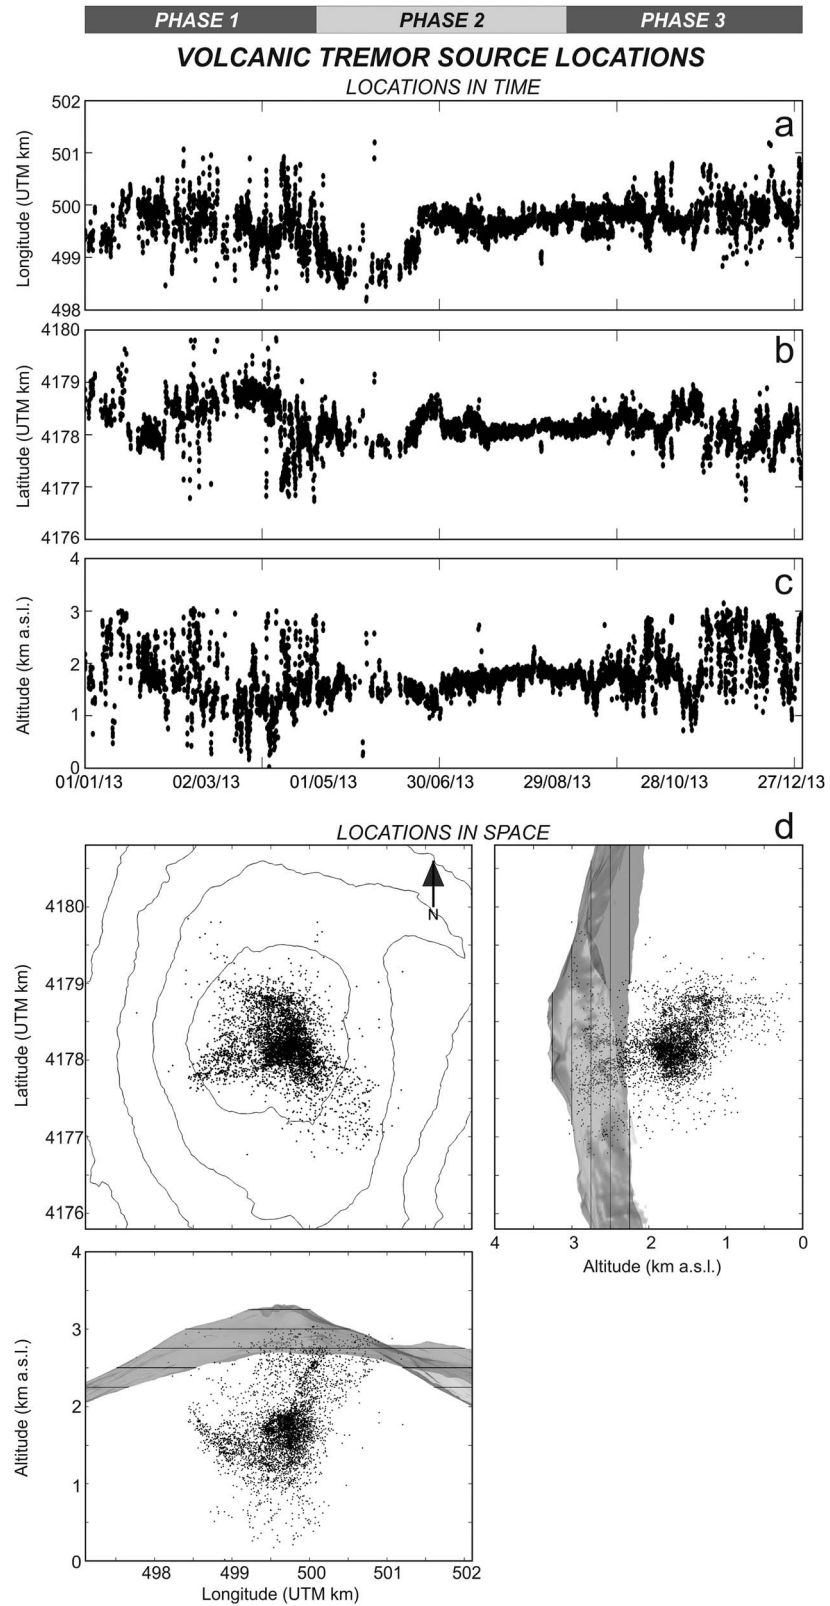 PHASE 1 PHASE 2 PHASE 3
VOLCANIC TREMOR SOURCE LOCATIONS
LOCATIONS IN TIME
a
502
501
500
499
498
Longitude (UTM km)
b
4180
4179
4178
4177
4176
Latitude (UTM km)
c
4
3
2
1
0
Altitude (km a.s.l.)
01/01/13 02/03/13 01/05/13 30/06/13 29/08/13 28/10/13 27/12/13
LOCATIONS IN SPACE
d
N
4180
4179
4178
4177
4176
Latitude (UTM km)
4 3 2 1 0
Altitude (km a.s.l.)
4
3
2
1
0
Altitude (km a.s.l.)
498 499 500 501 502
Longitude (UTM km)